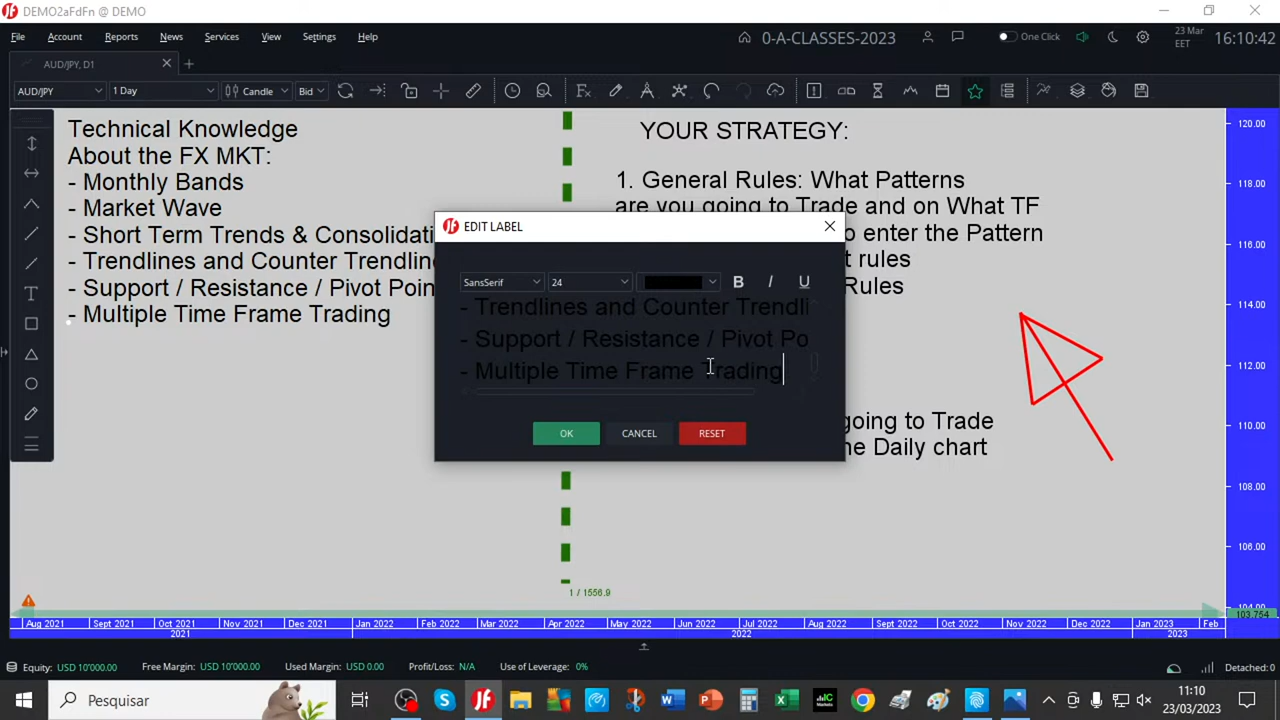 DEMO2aFdFn @ DEMO
File Account Reports News Services View Settings Help
0-A-CLASSES-2023
One Click
23 Mar
EET
16:10:42
AUD/JPY, D1
AUD/JPY
1 Day
Candle
Bid
Technical Knowledge
About the FX MKT:
- Monthly Bands
- Market Wave
- Short Term Trends & Consolidati
- Trendlines and Counter Trendlin
- Support / Resistance / Pivot Poin
- Multiple Time Frame Trading
YOUR STRATEGY:
1. General Rules: What Patterns
are you going to Trade and on What TF
o enter the Pattern
t rules
Rules
going to Trade
ne Daily chart
EDIT LABEL
SansSerif
24
B I U
- Trendlines and Counter Trendli
- Support / Resistance / Pivot Po
- Multiple Time Frame Trading
OK
CANCEL
RESET
120.00
118.00
116.00
114.00
112.00
110.00
108.00
106.00
104.00
103.754
1 / 1556.9
Aug 2021 Sept 2021 Oct 2021 Nov 2021 Dec 2021 Jan 2022 Feb 2022 Mar 2022 Apr 2022 May 2022 Jun 2022 Jul 2022 Aug 2022 Sept 2022 Oct 2022 Nov 2022 Dec 2022 Jan 2023 Feb
2021 2022 2023
Equity: USD 10'000.00 Free Margin: USD 10'000.00 Used Margin: USD 0.00 Profit/Loss: N/A Use of Leverage: 0% Detached: 0
Pesquisar
11:10
23/03/2023